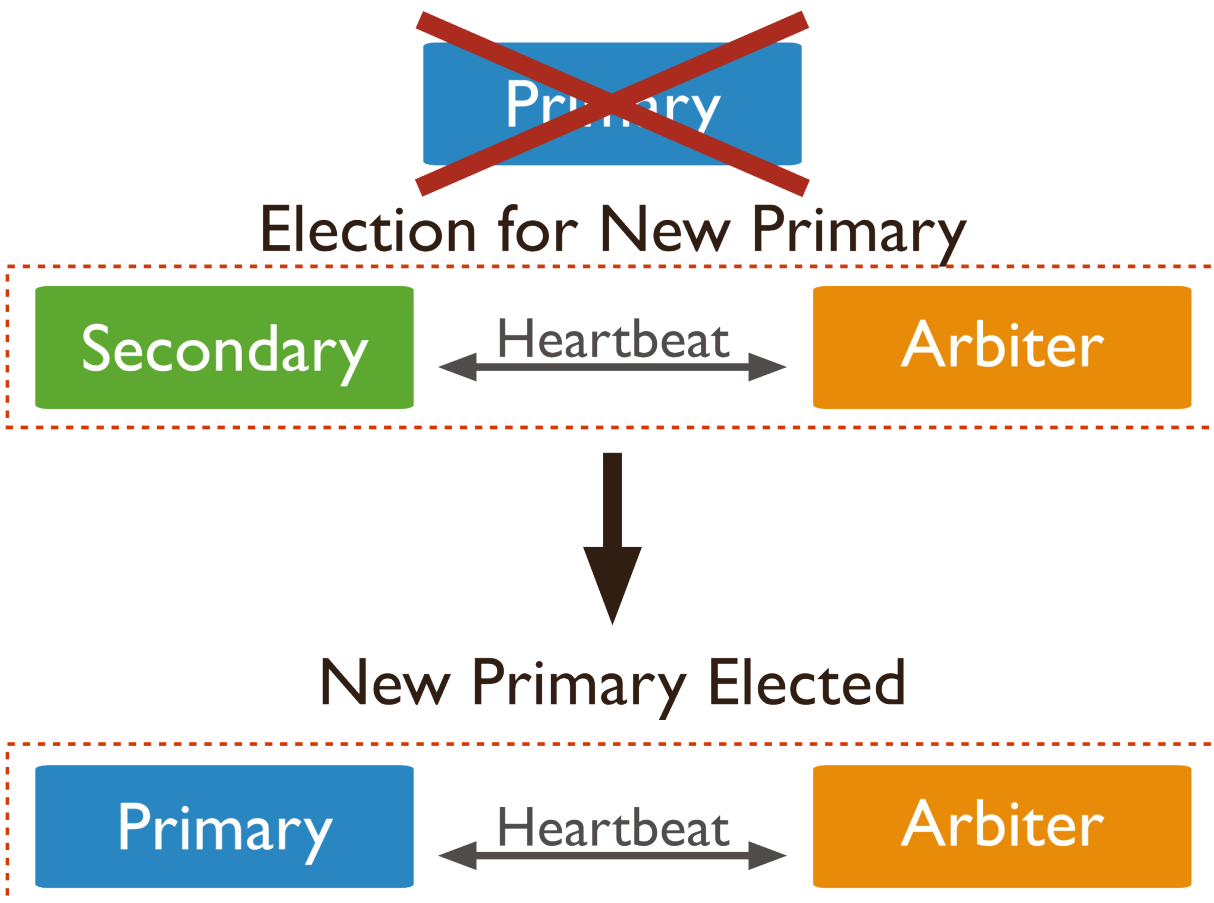 Primary
Election for New Primary
Secondary
Heartbeat
Arbiter
New Primary Elected
Primary
Heartbeat
Arbiter